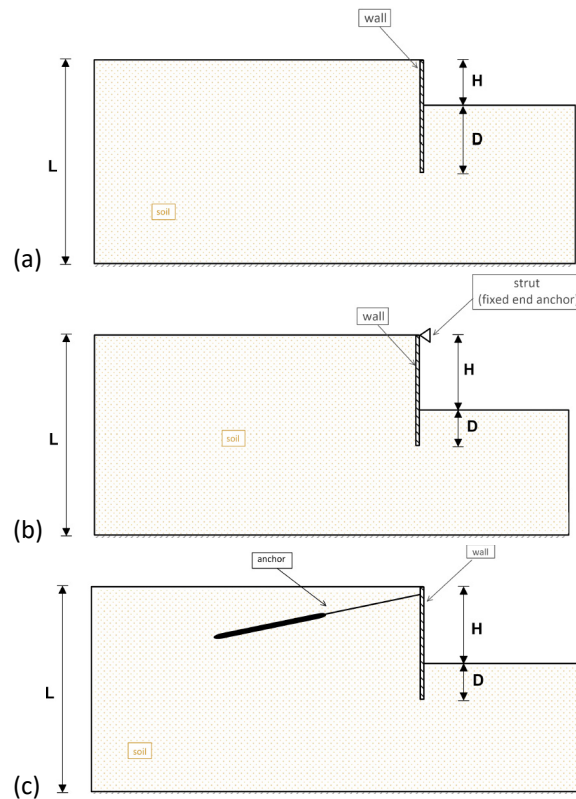 wall
H
D
L
soil
(a)
strut
(fixed end anchor)
wall
H
D
L
soil
(b)
anchor
wall
H
D
L
soil
(c)